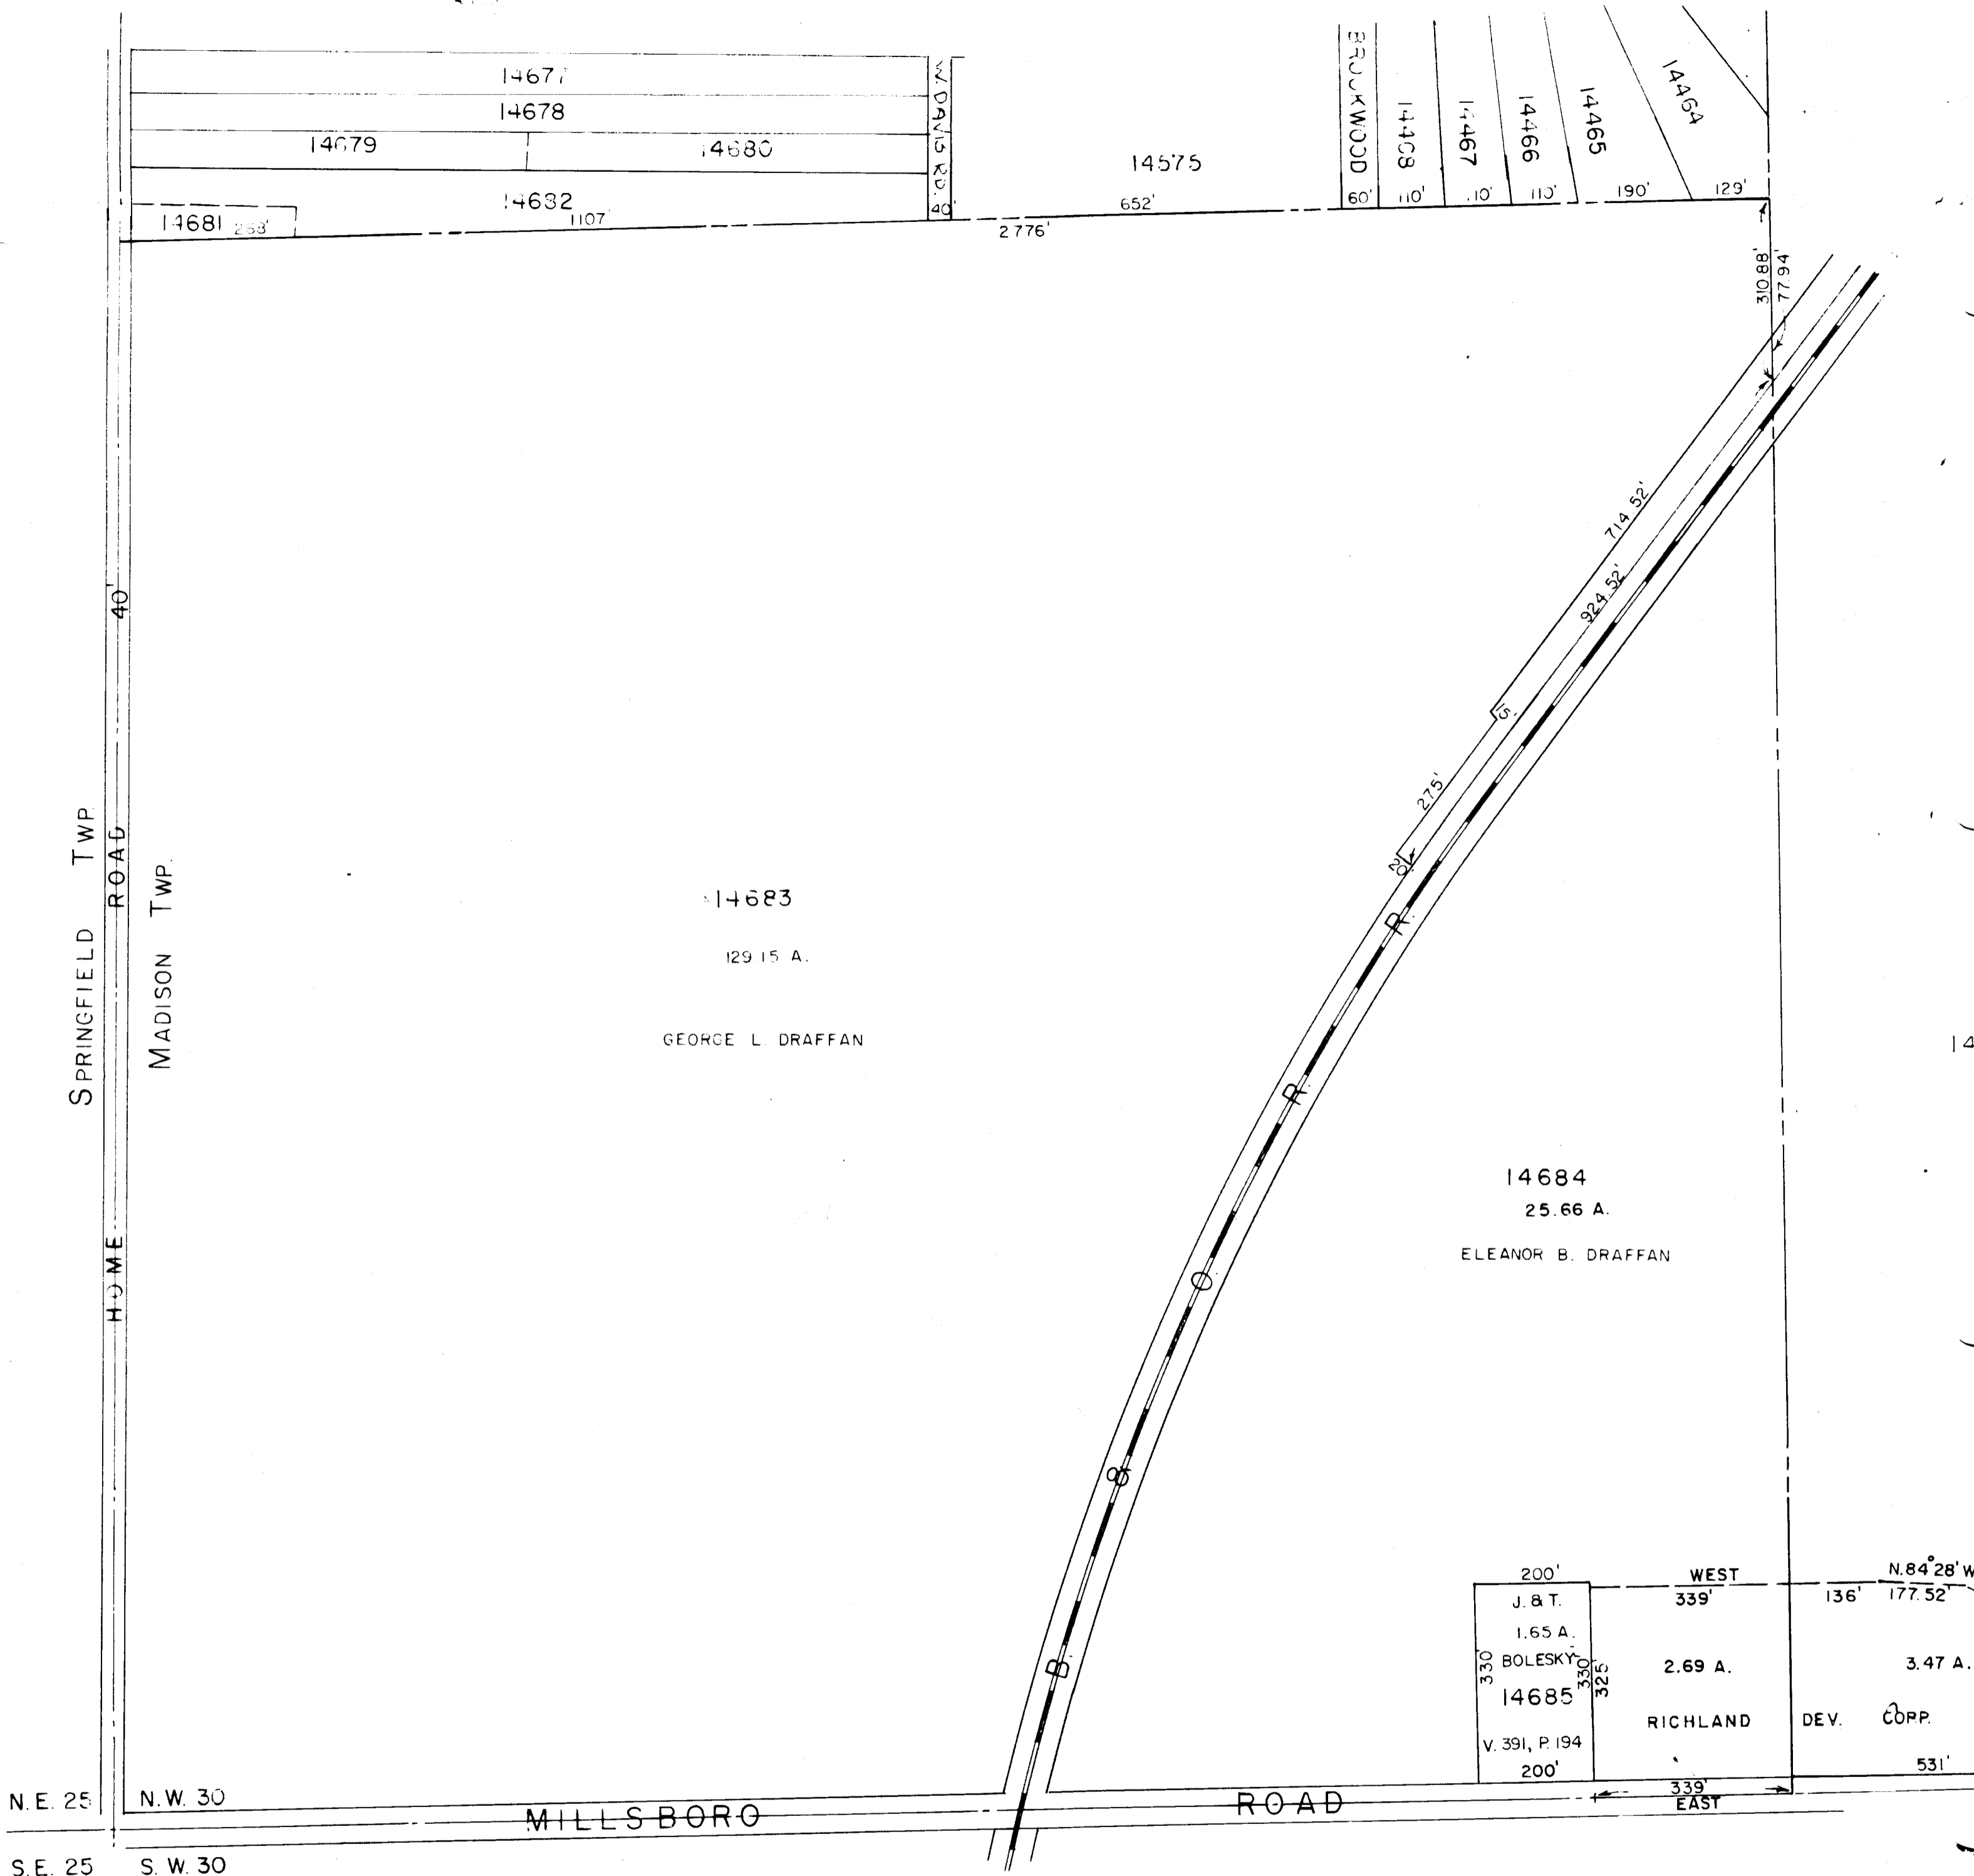 14677
14678
14679
14680
W. DAVIS RD. 40'
14681
14682
1107'
14575
652'
2776'
BROOKWOOD
60'
14467
110'
14466
110'
14465
190'
14464
129'
310.88'
77.94'
714.52'
924.52'
15'
275'
20'
SPRINGFIELD TWP.
HOME ROAD 40'
MADISON TWP.
14683
129.15 A.
GEORGE L. DRAFFAN
B & O R R
14
14684
25.66 A.
ELEANOR B. DRAFFAN
200'
J. & T.
1.65 A.
BOLESKY
330'
330'
14685
V. 391, P. 194
200'
325'
WEST
339'
2.69 A.
RICHLAND DEV. CORP.
136'
N.84°28'W
177.52'
3.47 A.
531'
339'
EAST
N.E. 25
N.W. 30
MILLSBORO ROAD
S.E. 25
S.W. 30